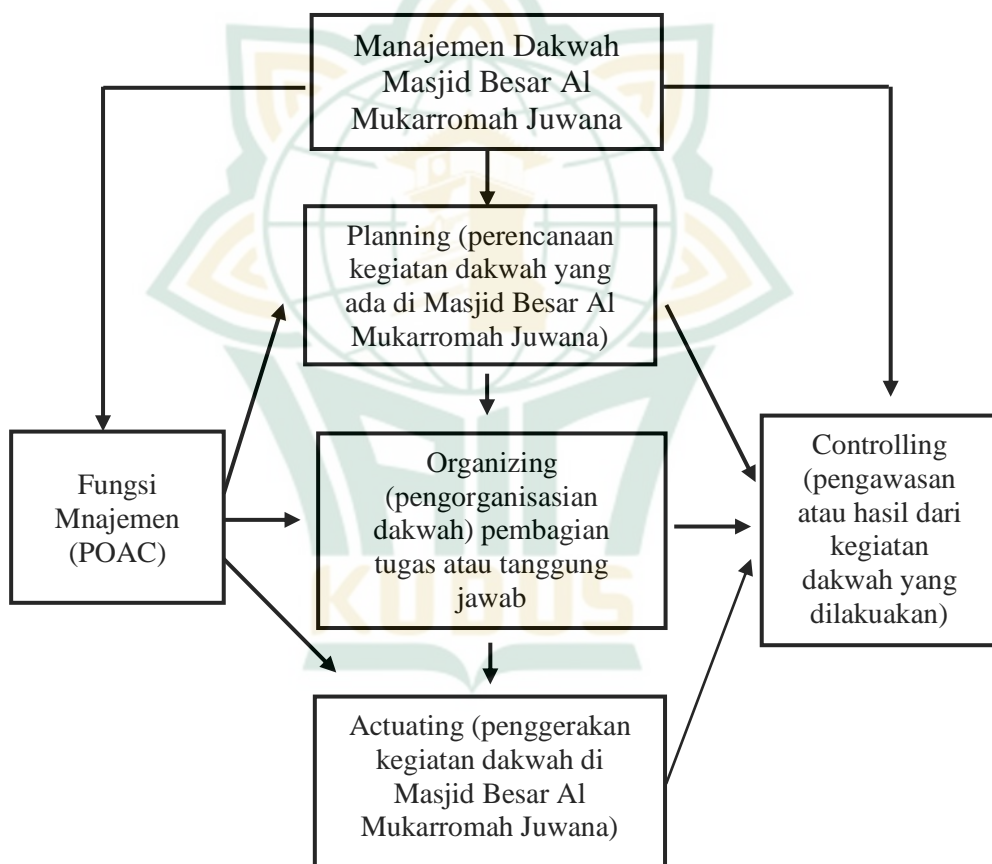 Manajemen Dakwah
Masjid Besar Al
Mukarromah Juwana
Planning (perencanaan
kegiatan dakwah yang
ada di Masjid Besar Al
Mukarromah Juwana)
Fungsi
Mnajemen
(POAC)
Organizing
(pengorganisasian
dakwah) pembagian
tugas atau tanggung
jawab
Controlling
(pengawasan
atau hasil dari
kegiatan
dakwah yang
dilakuakan)
Actuating (penggerakan
kegiatan dakwah di
Masjid Besar Al
Mukarromah Juwana)
KUDUS